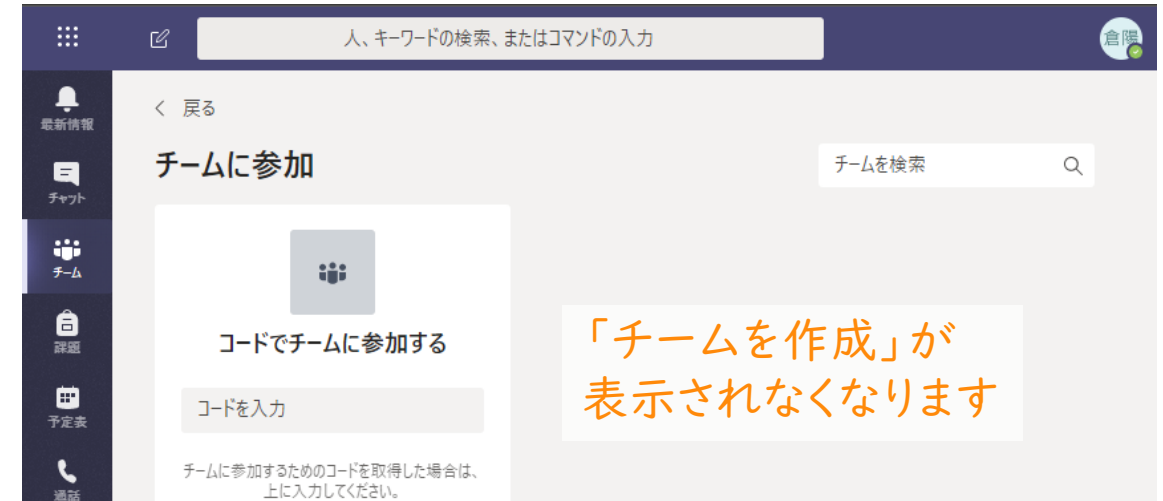 人、キーワードの検索、またはコマンドの入力
倉陽
最新情報
チャット
チーム
課題
予定表
通話
< 戻る
チームに参加
チームを検索
コードでチームに参加する
コードを入力
チームに参加するためのコードを取得した場合は、
上に入力してください。
「チームを作成」が
表示されなくなります